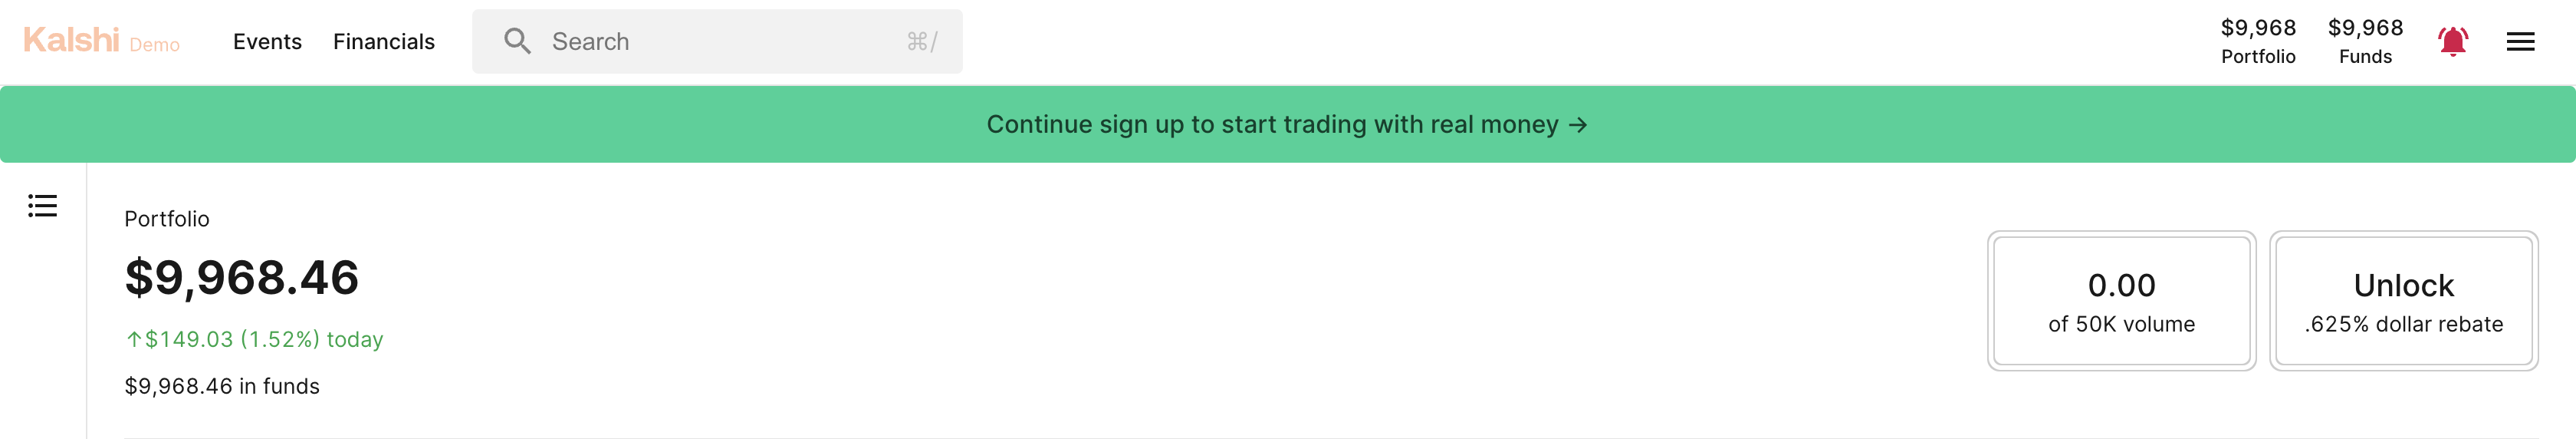 Kalshi Demo Events Financials Search ⌘/ $9,968 Portfolio $9,968 Funds
Continue sign up to start trading with real money →
Portfolio
$9,968.46
↑$149.03 (1.52%) today
$9,968.46 in funds
0.00
of 50K volume
Unlock
.625% dollar rebate